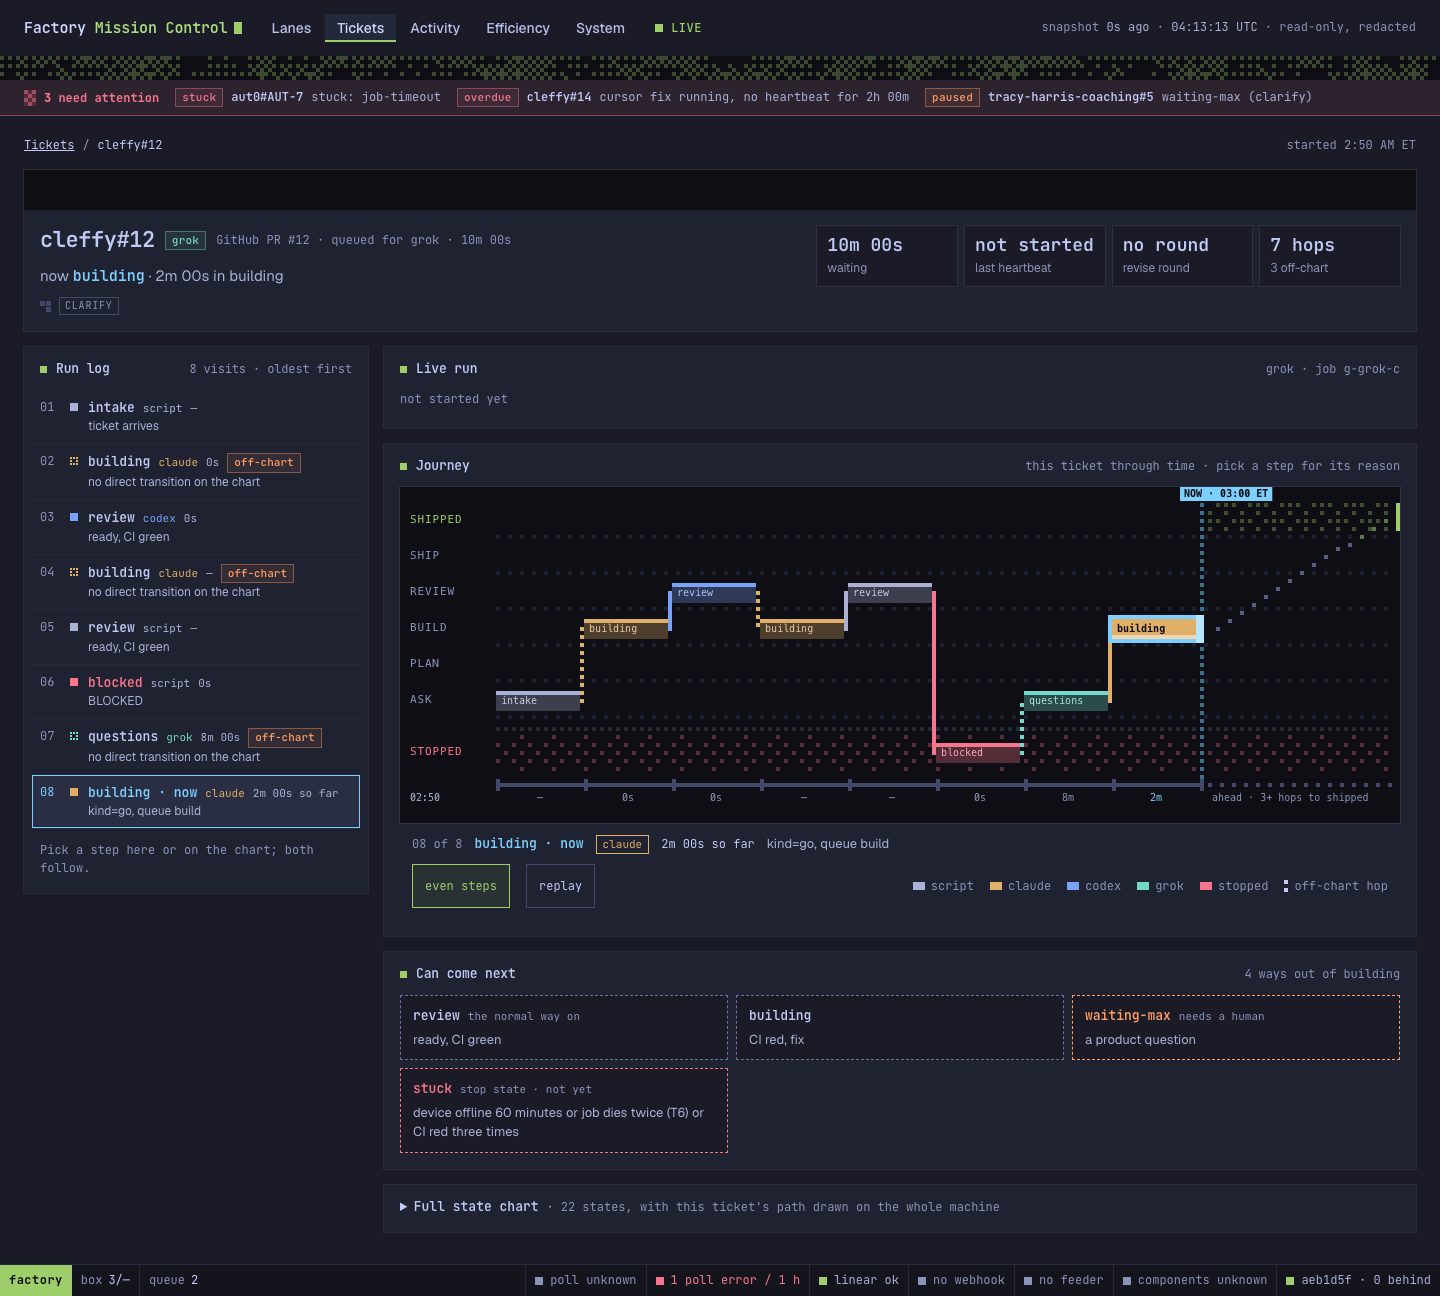 Factory Mission Control Lanes Tickets Activity Efficiency System LIVE snapshot 0s ago · 04:13:13 UTC · read-only, redacted
3 need attention stuck aut0#AUT-7 stuck: job-timeout overdue cleffy#14 cursor fix running, no heartbeat for 2h 00m paused tracy-harris-coaching#5 waiting-max (clarify)
Tickets / cleffy#12 started 2:50 AM ET
cleffy#12 grok GitHub PR #12 · queued for grok · 10m 00s
now building · 2m 00s in building
CLARIFY
10m 00s
waiting
not started
last heartbeat
no round
revise round
7 hops
3 off-chart
Run log 8 visits · oldest first
01 intake script —
ticket arrives
02 building claude 0s off-chart
no direct transition on the chart
03 review codex 0s
ready, CI green
04 building claude — off-chart
no direct transition on the chart
05 review script —
ready, CI green
06 blocked script 0s
BLOCKED
07 questions grok 8m 00s off-chart
no direct transition on the chart
08 building · now claude 2m 00s so far
kind=go, queue build
Pick a step here or on the chart; both
follow.
Live run grok · job g-grok-c
not started yet
Journey this ticket through time · pick a step for its reason
NOW · 03:00 ET
SHIPPED
SHIP
REVIEW review review
BUILD building building building
PLAN
ASK intake questions
STOPPED blocked
02:50 — 0s 0s — — 0s 8m 2m ahead · 3+ hops to shipped
08 of 8 building · now claude 2m 00s so far kind=go, queue build
even steps replay script claude codex grok stopped off-chart hop
Can come next 4 ways out of building
review the normal way on
ready, CI green
building
CI red, fix
waiting-max needs a human
a product question
stuck stop state · not yet
device offline 60 minutes or job dies twice (T6) or
CI red three times
Full state chart · 22 states, with this ticket's path drawn on the whole machine
factory box 3/— queue 2 poll unknown 1 poll error / 1 h linear ok no webhook no feeder components unknown aeb1d5f · 0 behind